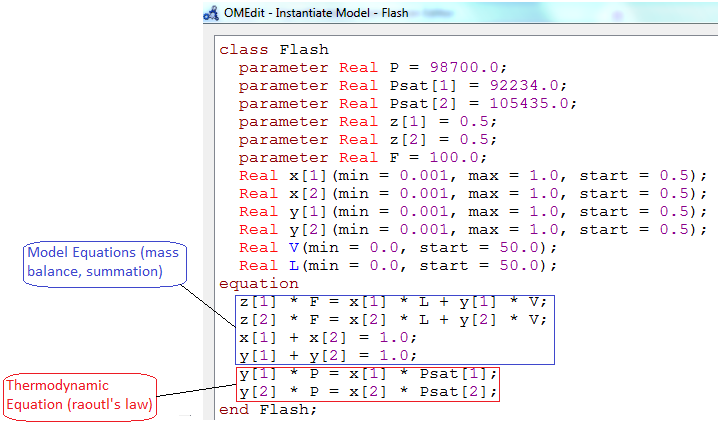 OMEdit - Instantiate Model - Flash
class Flash
parameter Real P = 98700.0;
parameter Real Psat[1] = 92234.0;
parameter Real Psat[2] = 105435.0;
parameter Real z[1] = 0.5;
parameter Real z[2] = 0.5;
parameter Real F = 100.0;
Real x[1](min = 0.001, max = 1.0, start = 0.5);
Real x[2](min = 0.001, max = 1.0, start = 0.5);
Real y[1](min = 0.001, max = 1.0, start = 0.5);
Real y[2](min = 0.001, max = 1.0, start = 0.5);
Real V(min = 0.0, start = 50.0);
Real L(min = 0.0, start = 50.0);
equation
z[1] * F = x[1] * L + y[1] * V;
z[2] * F = x[2] * L + y[2] * V;
x[1] + x[2] = 1.0;
y[1] + y[2] = 1.0;
y[1] * P = x[1] * Psat[1];
y[2] * P = x[2] * Psat[2];
end Flash;
Model Equations (mass
balance, summation)
Thermodynamic
Equation (raoutl's law)